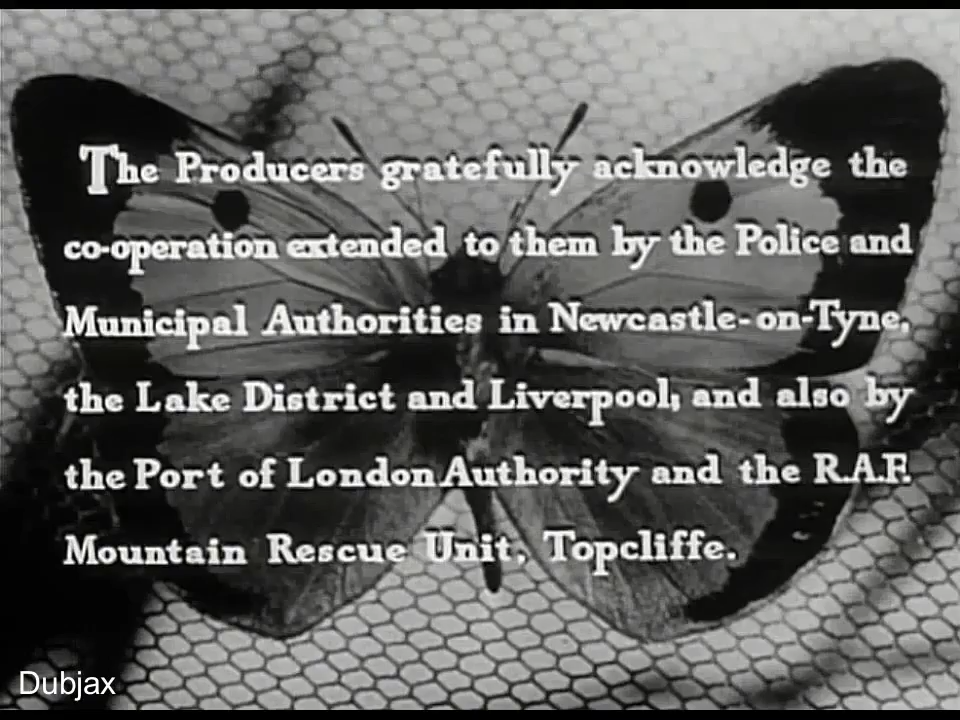 The Producers gratefully acknowledge the
co-operation extended to them by the Police and
Municipal Authorities in Newcastle-on-Tyne,
the Lake District and Liverpool; and also by
the Port of London Authority and the R.A.F.
Mountain Rescue Unit, Topcliffe.
Dubjax